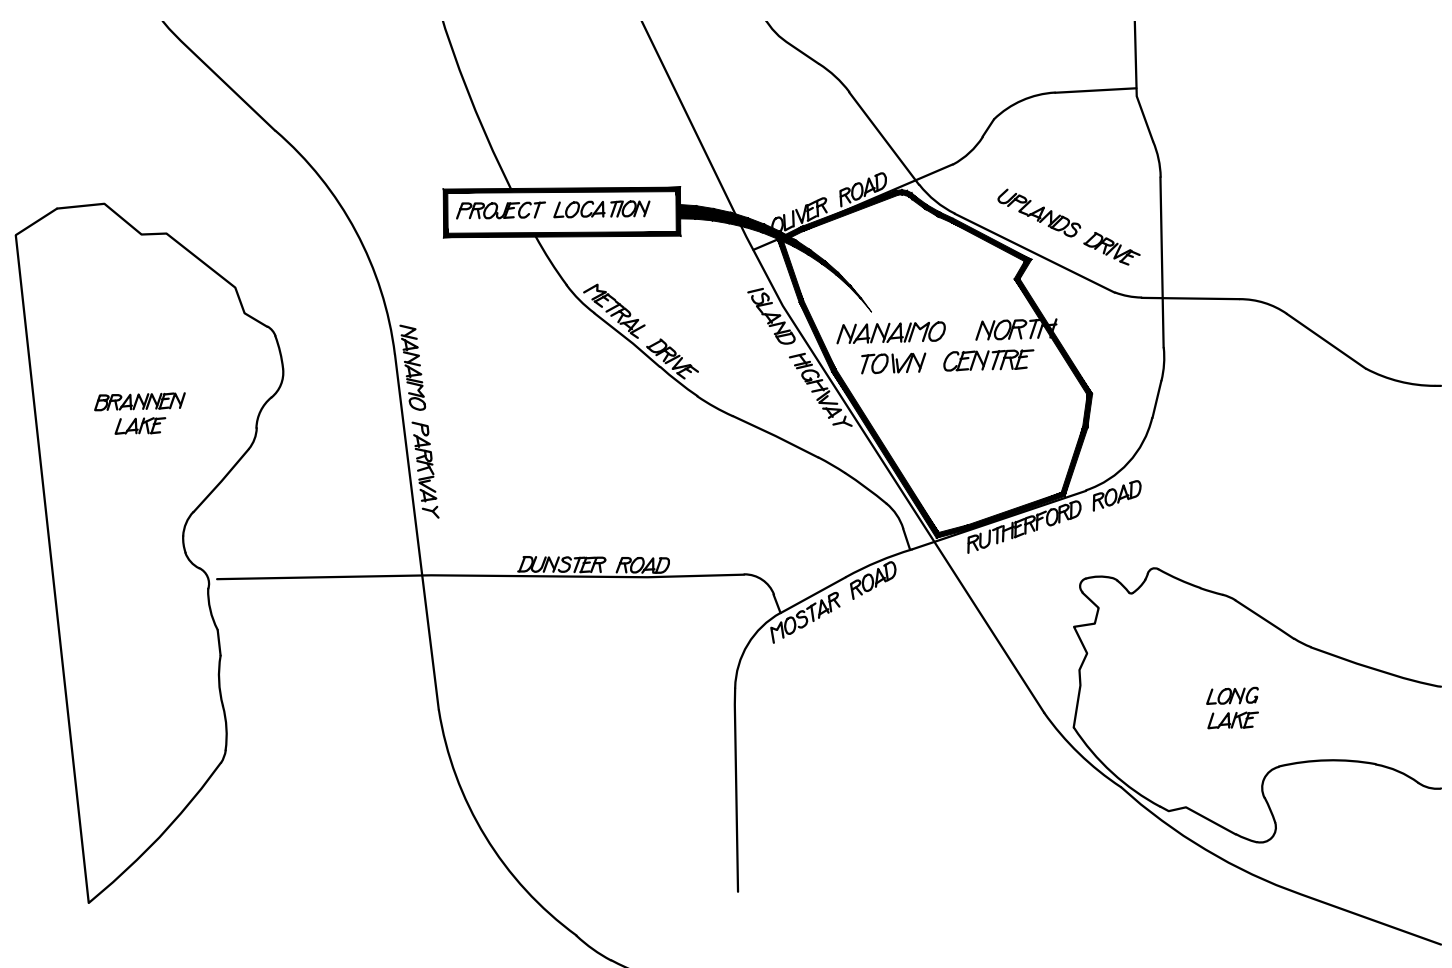 OLIVER ROAD
PROJECT LOCATION
UPLANDS DRIVE
METRAL DRIVE
ISLAND HIGHWAY
NANAIMO NORTH
TOWN CENTRE
NANAIMO PARKWAY
BRANNEN
LAKE
RUTHERFORD ROAD
DUNSTER ROAD
MOSTAR ROAD
LONG
LAKE